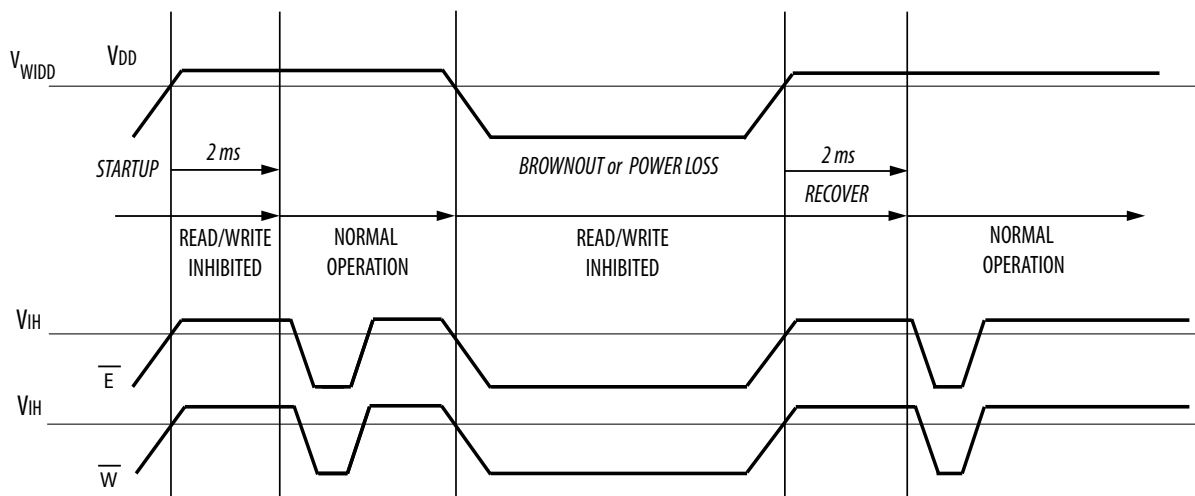 VWIDD VDD
STARTUP 2 ms BROWNOUT or POWER LOSS 2 ms
RECOVER
READ/WRITE INHIBITED
NORMAL OPERATION
READ/WRITE INHIBITED
NORMAL OPERATION
VIH
E
VIH
W